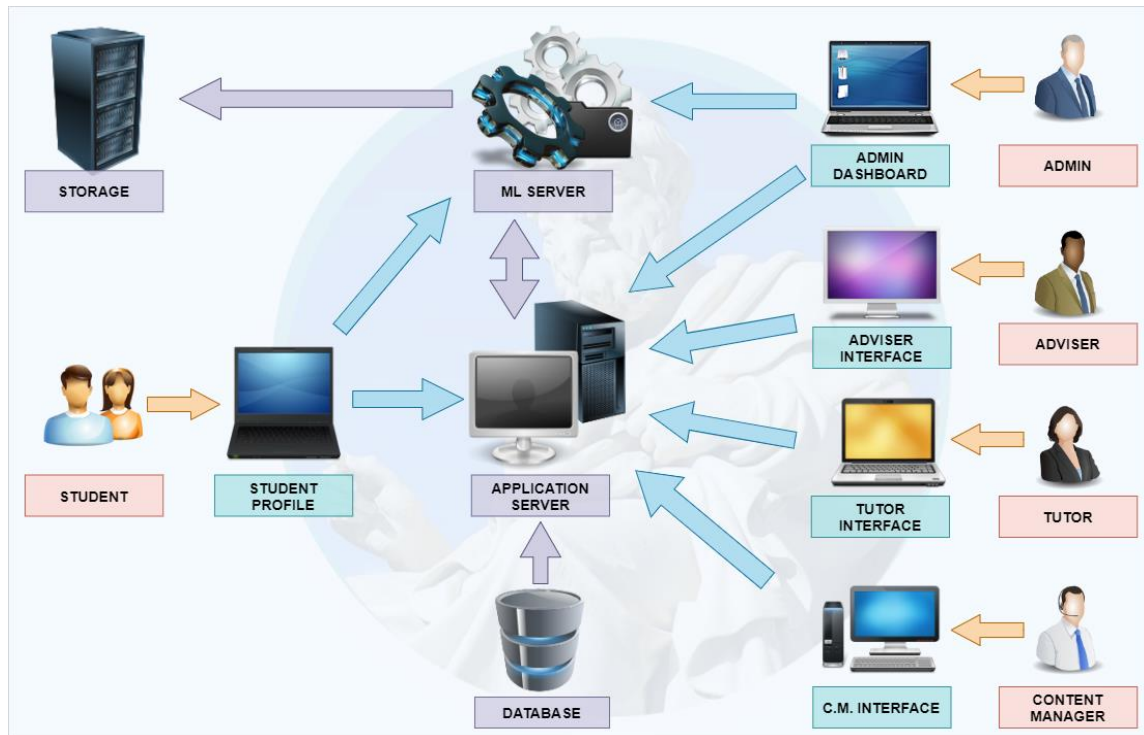 STORAGE
ML SERVER
ADMIN
DASHBOARD
ADMIN
ADVISER
INTERFACE
ADVISER
STUDENT
STUDENT
PROFILE
APPLICATION
SERVER
TUTOR
INTERFACE
TUTOR
DATABASE
C.M. INTERFACE
CONTENT
MANAGER